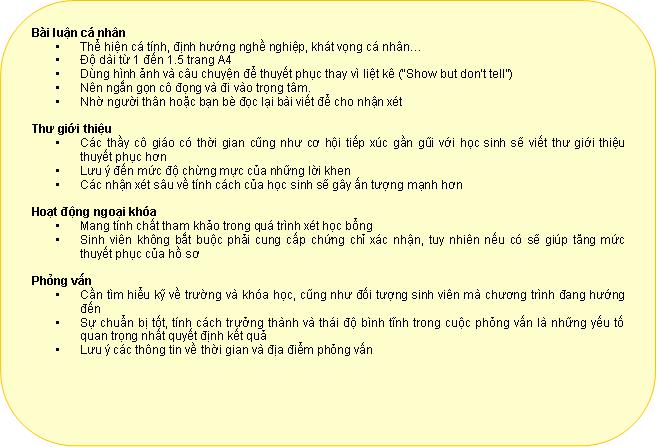 Bài luận cá nhân
• Thể hiện cá tính, định hướng nghề nghiệp, khát vọng cá nhân...
• Độ dài từ 1 đến 1.5 trang A4
• Dùng hình ảnh và câu chuyện để thuyết phục thay vì liệt kê ("Show but don't tell")
• Nên ngắn gọn cô đọng và đi vào trọng tâm.
• Nhờ người thân hoặc bạn bè đọc lại bài viết để cho nhận xét
Thư giới thiệu
• Các thầy cô giáo có thời gian cũng như cơ hội tiếp xúc gần gũi với học sinh sẽ viết thư giới thiệu
thuyết phục hơn
• Lưu ý đến mức độ chừng mực của những lời khen
• Các nhận xét sâu về tính cách của học sinh sẽ gây ấn tượng mạnh hơn
Hoạt động ngoại khóa
• Mang tính chất tham khảo trong quá trình xét học bổng
• Sinh viên không bắt buộc phải cung cấp chứng chỉ xác nhận, tuy nhiên nếu có sẽ giúp tăng mức
thuyết phục của hồ sơ
Phỏng vấn
• Cần tìm hiểu kỹ về trường và khóa học, cũng như đối tượng sinh viên mà chương trình đang hướng
đến
• Sự chuẩn bị tốt, tính cách trưởng thành và thái độ bình tĩnh trong cuộc phỏng vấn là những yếu tố
quan trọng nhất quyết định kết quả
• Lưu ý các thông tin về thời gian và địa điểm phỏng vấn